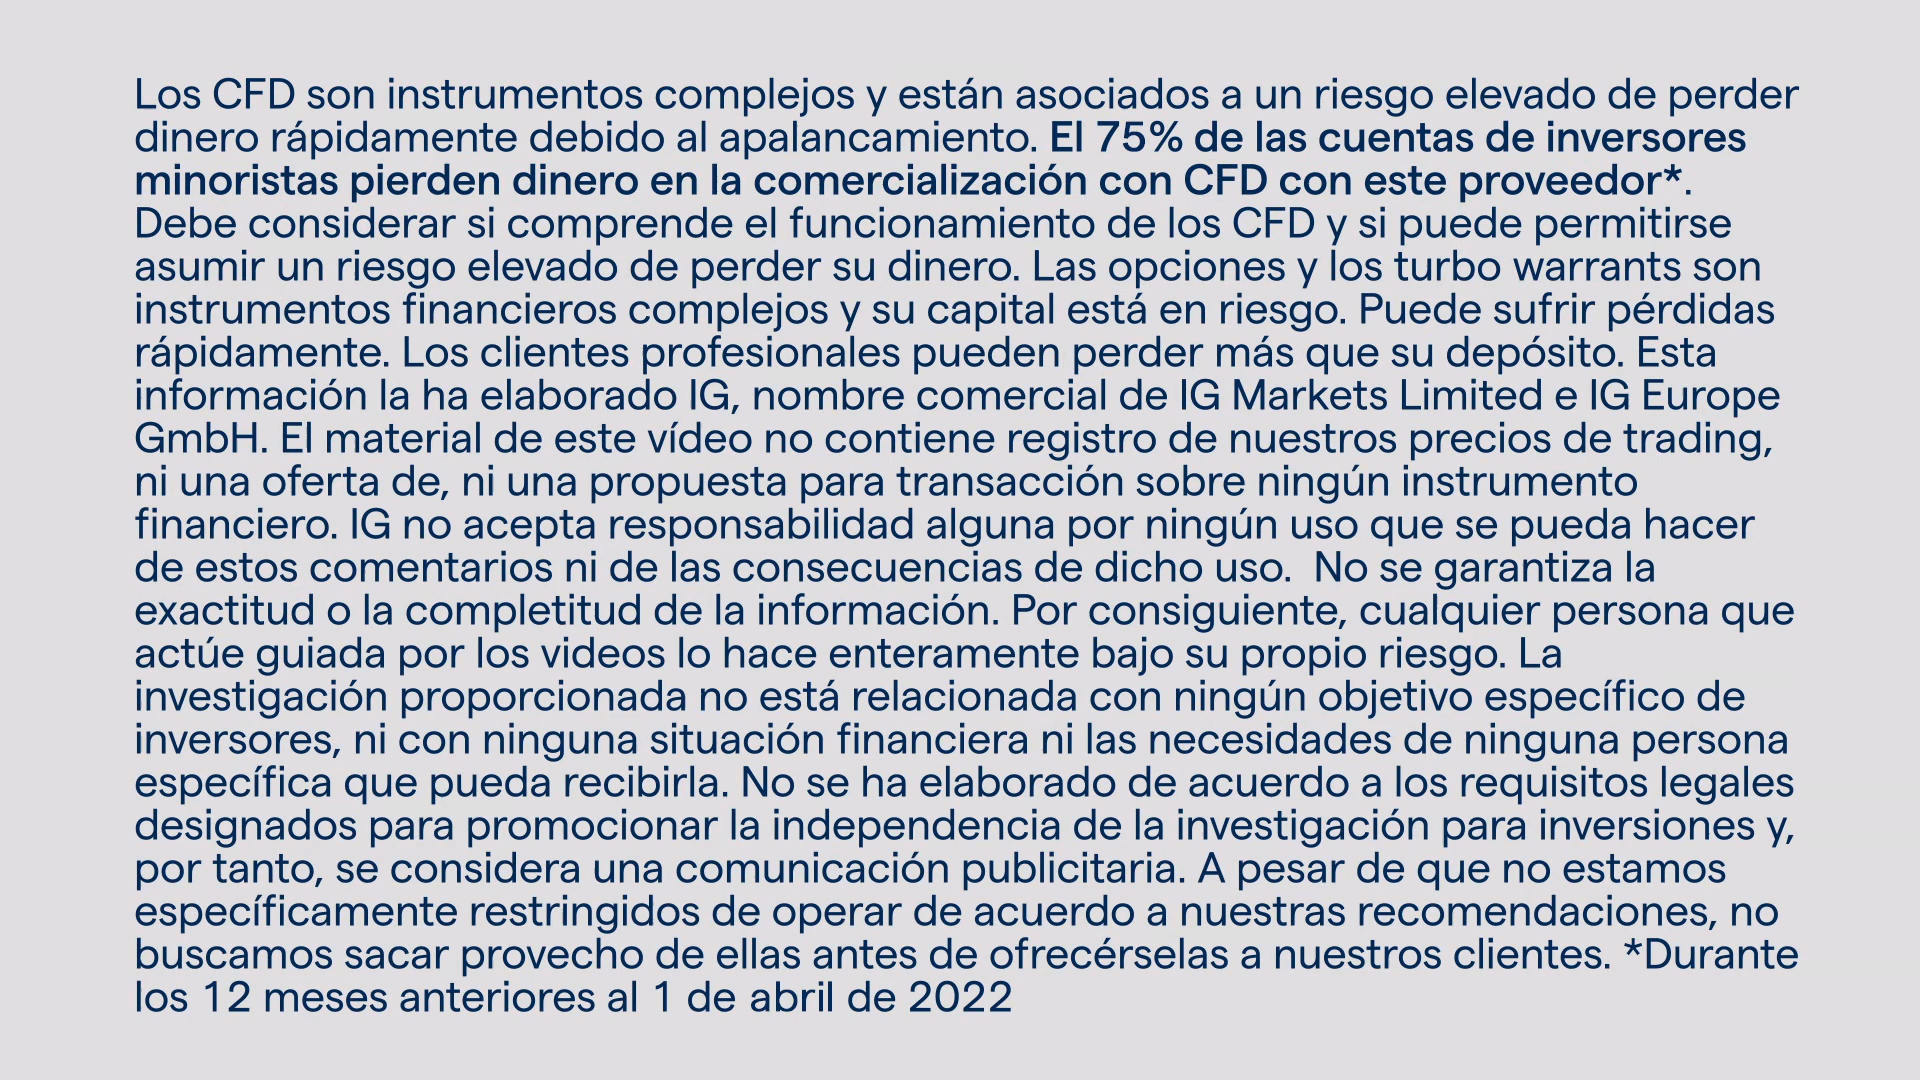 Los CFD son instrumentos complejos y están asociados a un riesgo elevado de perder
dinero rápidamente debido al apalancamiento. El 75% de las cuentas de inversores
minoristas pierden dinero en la comercialización con CFD con este proveedor*.
Debe considerar si comprende el funcionamiento de los CFD y si puede permitirse
asumir un riesgo elevado de perder su dinero. Las opciones y los turbo warrants son
instrumentos financieros complejos y su capital está en riesgo. Puede sufrir pérdidas
rápidamente. Los clientes profesionales pueden perder más que su depósito. Esta
información la ha elaborado IG, nombre comercial de IG Markets Limited e IG Europe
GmbH. El material de este vídeo no contiene registro de nuestros precios de trading,
ni una oferta de, ni una propuesta para transacción sobre ningún instrumento
financiero. IG no acepta responsabilidad alguna por ningún uso que se pueda hacer
de estos comentarios ni de las consecuencias de dicho uso.  No se garantiza la
exactitud o la completitud de la información. Por consiguiente, cualquier persona que
actúe guiada por los videos lo hace enteramente bajo su propio riesgo. La
investigación proporcionada no está relacionada con ningún objetivo específico de
inversores, ni con ninguna situación financiera ni las necesidades de ninguna persona
específica que pueda recibirla. No se ha elaborado de acuerdo a los requisitos legales
designados para promocionar la independencia de la investigación para inversiones y,
por tanto, se considera una comunicación publicitaria. A pesar de que no estamos
específicamente restringidos de operar de acuerdo a nuestras recomendaciones, no
buscamos sacar provecho de ellas antes de ofrecérselas a nuestros clientes. *Durante
los 12 meses anteriores al 1 de abril de 2022